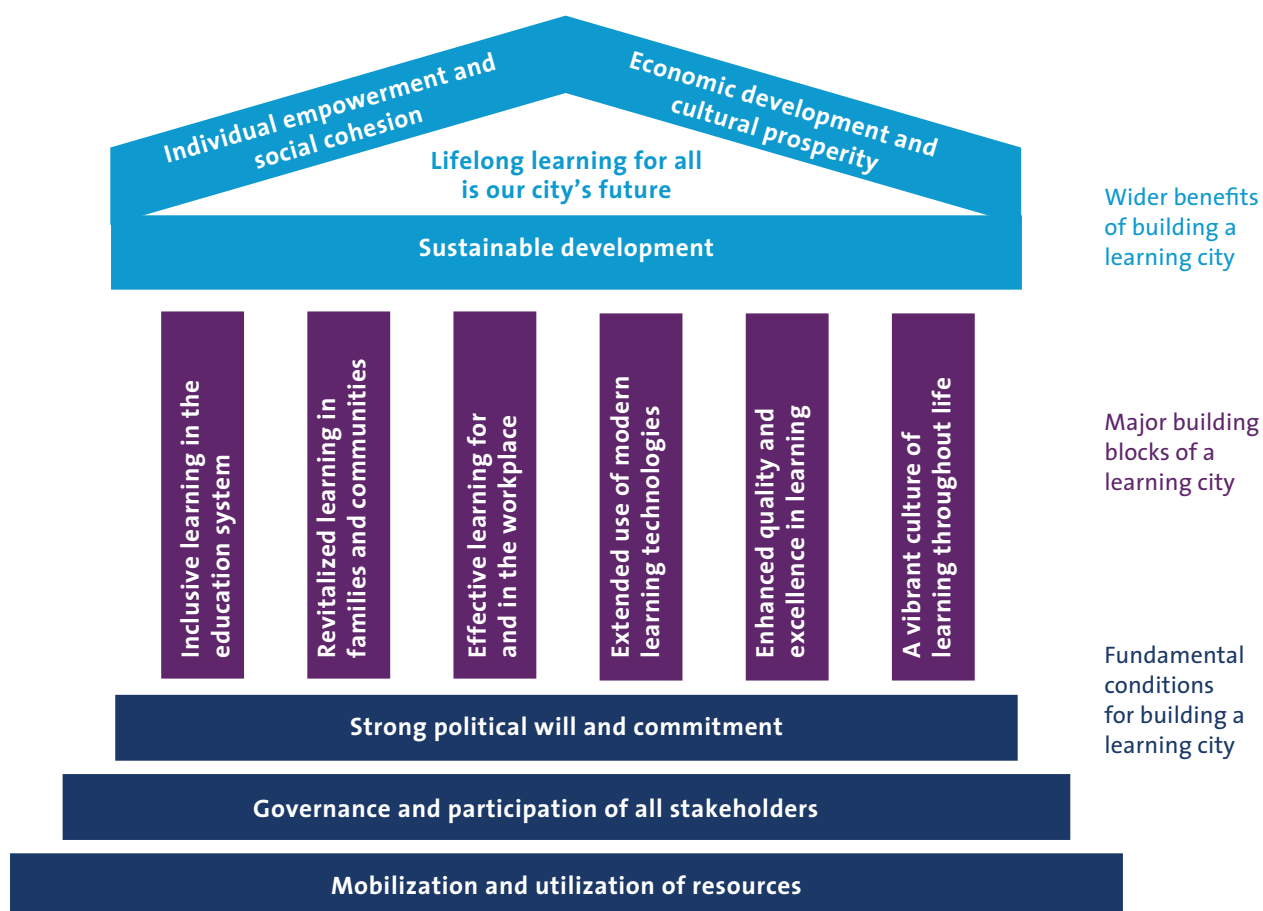 Individual empowerment and
social cohesion
Economic development and
cultural prosperity
Lifelong learning for all
is our city’s future
Sustainable development
Wider benefits
of building a
learning city
Inclusive learning in the
education system
Revitalized learning in
families and communities
Effective learning for
and in the workplace
Extended use of modern
learning technologies
Enhanced quality and
excellence in learning
A vibrant culture of
learning throughout life
Major building
blocks of a
learning city
Strong political will and commitment
Governance and participation of all stakeholders
Mobilization and utilization of resources
Fundamental
conditions
for building a
learning city